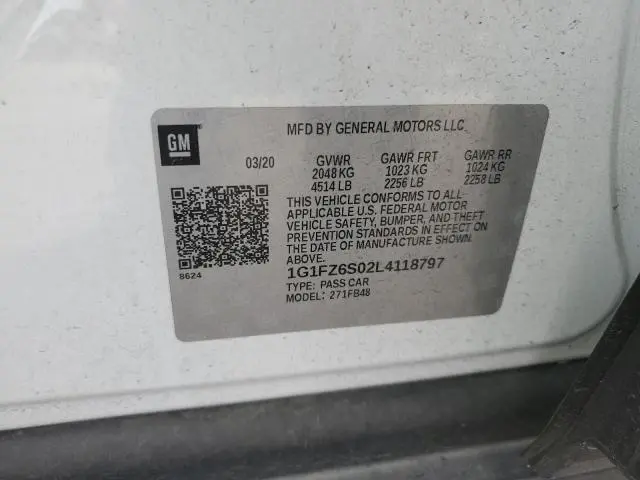 GM
MFD BY GENERAL MOTORS LLC
03/20 GVWR GAWR FRT GAWR RR
2048 KG 1023 KG 1024 KG
4514 LB 2256 LB 2258 LB
THIS VEHICLE CONFORMS TO ALL
APPLICABLE U.S. FEDERAL MOTOR
VEHICLE SAFETY, BUMPER, AND THEFT
PREVENTION STANDARDS IN EFFECT ON
THE DATE OF MANUFACTURE SHOWN
ABOVE.
8624
1G1FZ6S02L4118797
TYPE: PASS CAR
MODEL: 271FB48